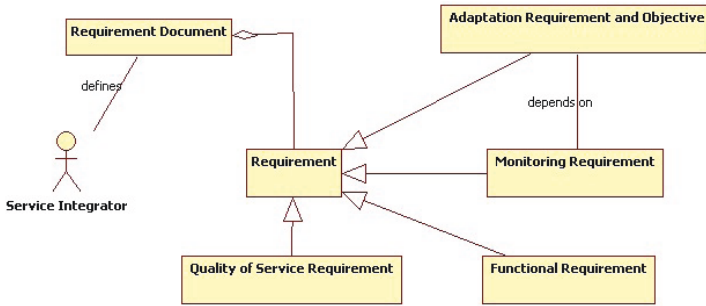 Requirement Document
Adaptation Requirement and Objective
defines
depends on
Requirement
Monitoring Requirement
Service Integrator
Quality of Service Requirement
Functional Requirement